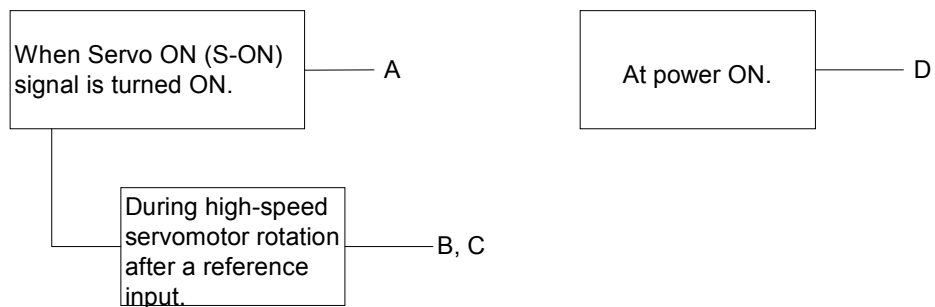 When Servo ON (S-ON)
signal is turned ON.
A
At power ON.
D
During high-speed
servomotor rotation
after a reference
input.
B, C